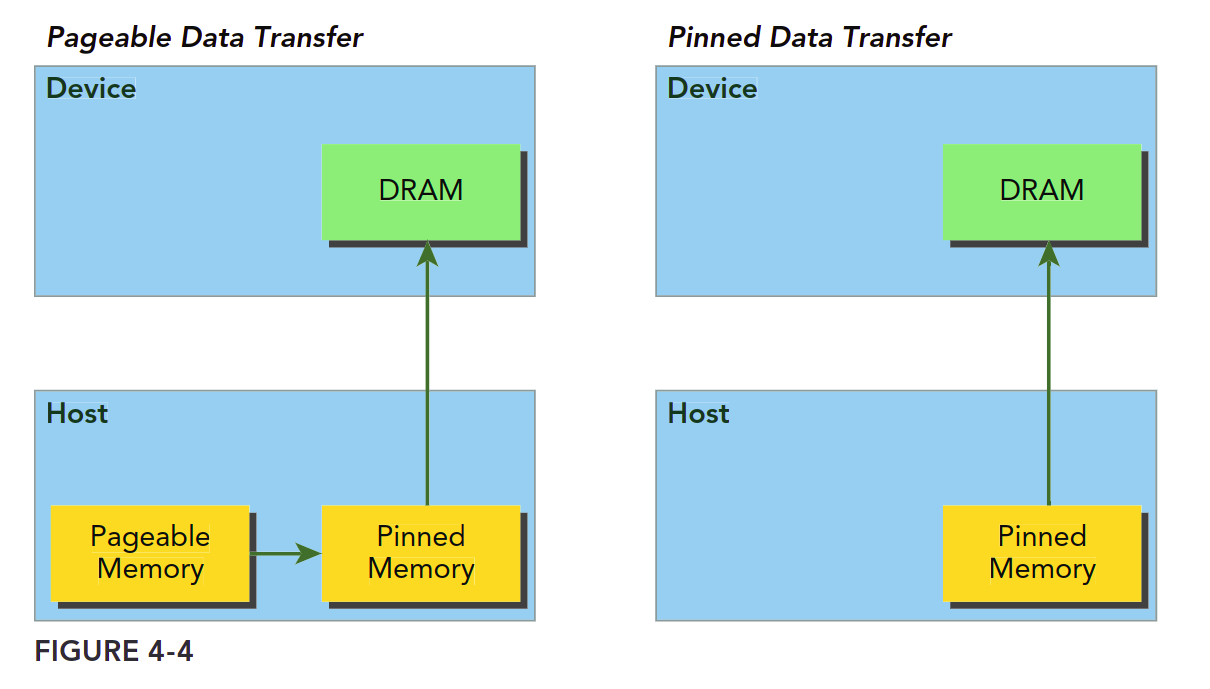 Pageable Data Transfer
Device
DRAM
Host
Pageable
Memory
Pinned
Memory
Pinned Data Transfer
Device
DRAM
Host
Pinned
Memory
FIGURE 4-4